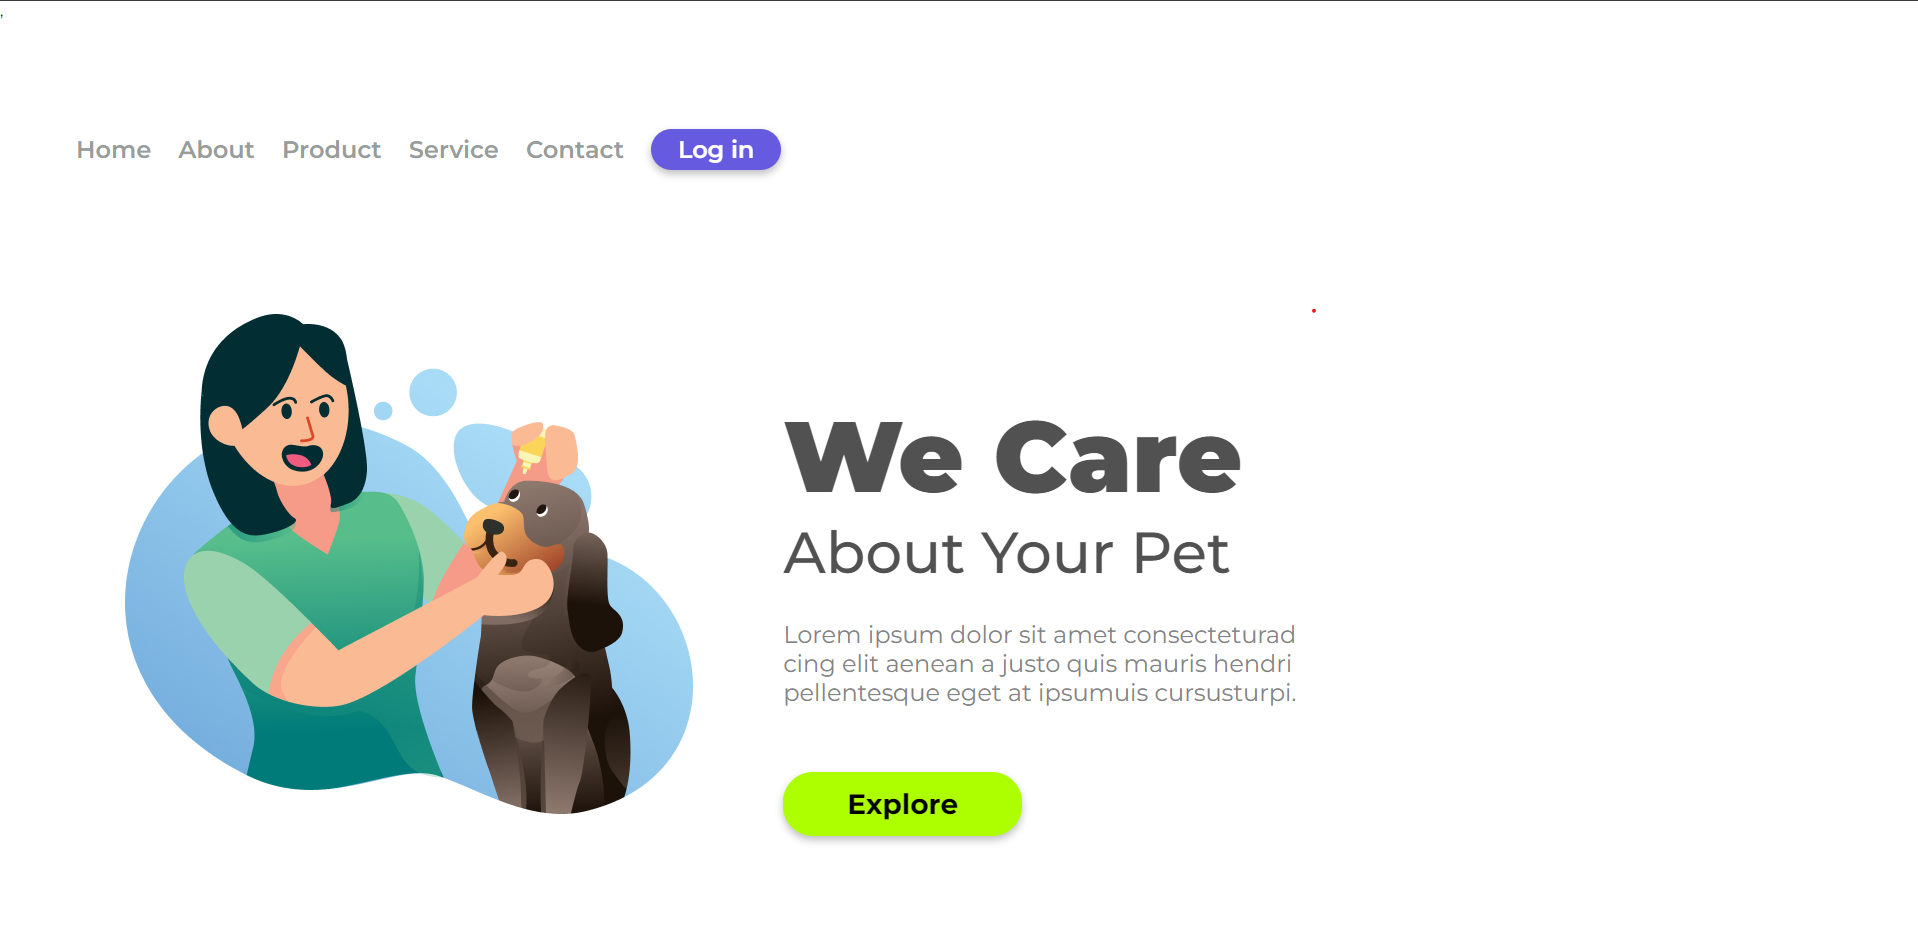 ,
Home About Product Service Contact Log in
We Care
About Your Pet
Lorem ipsum dolor sit amet consecteturad
cing elit aenean a justo quis mauris hendri
pellentesque eget at ipsumuis cursusturpi.
Explore